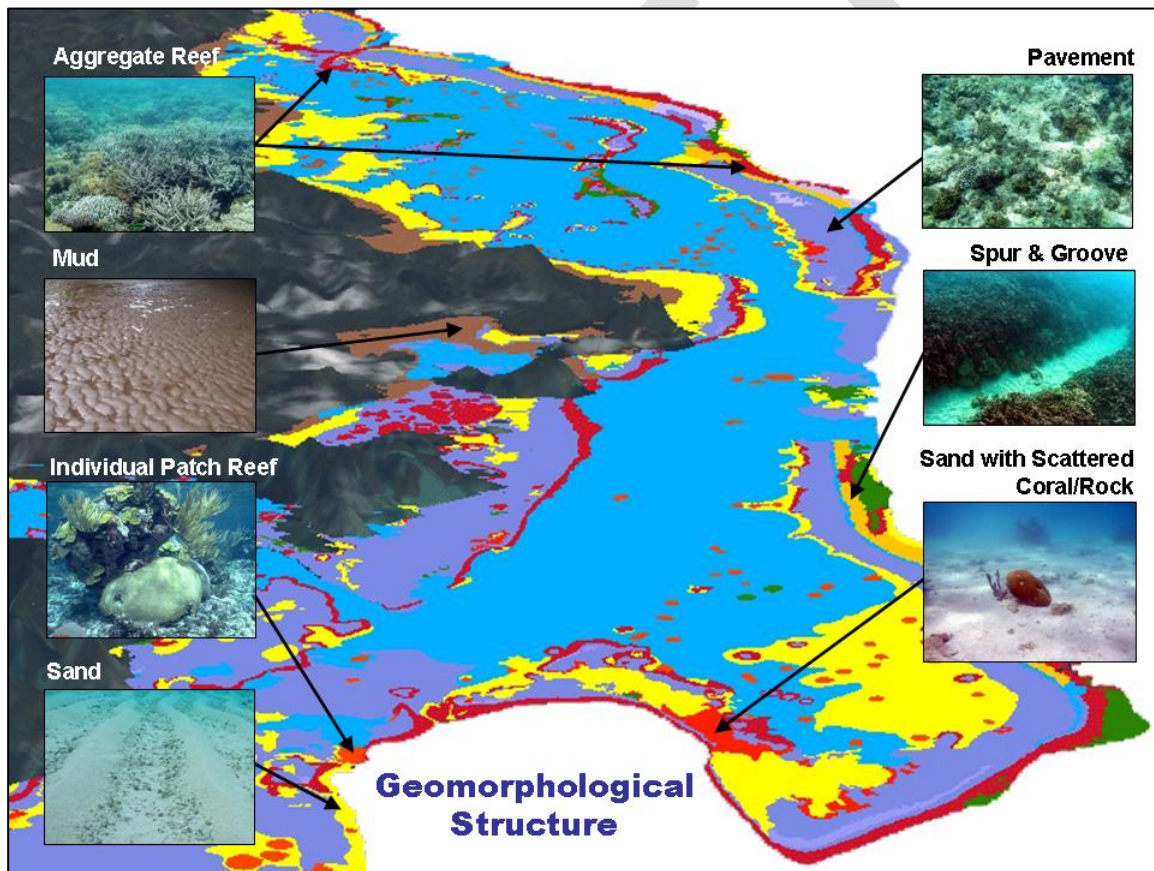 Aggregate Reef
Pavement
Mud
Spur & Groove
Individual Patch Reef
Sand with Scattered
Coral/Rock
Sand
Geomorphological
Structure